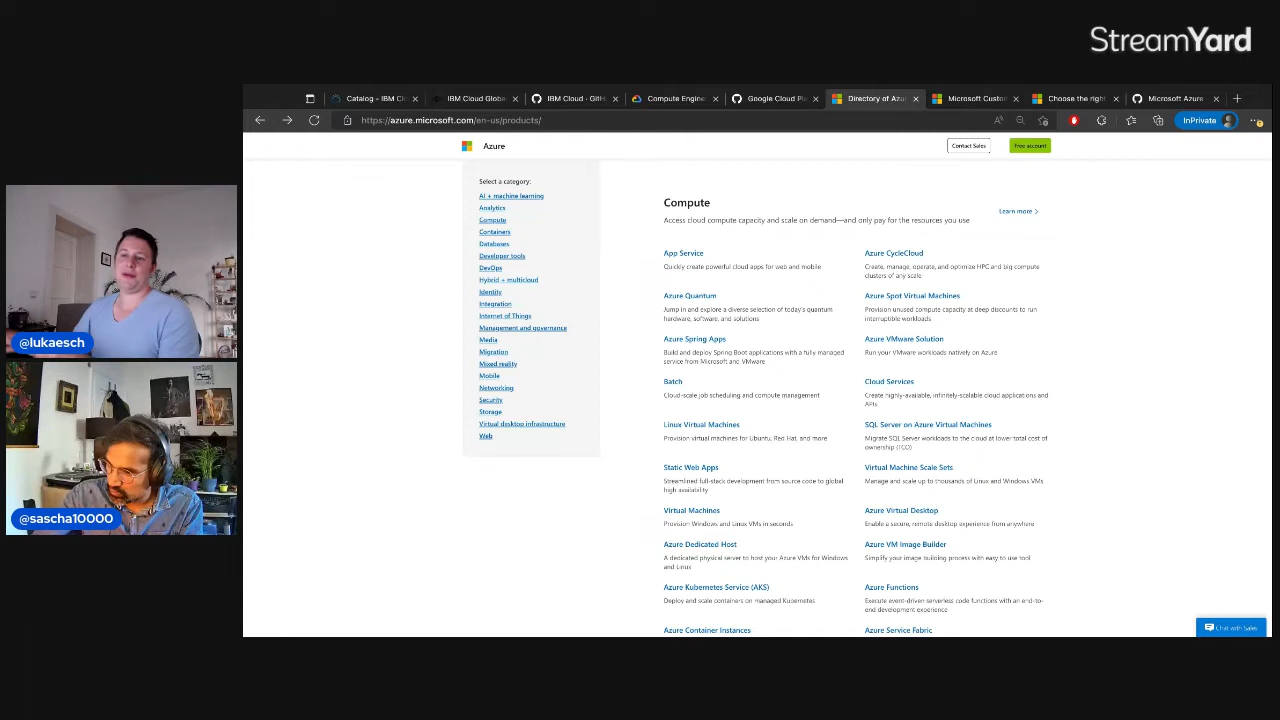 StreamYard
Catalog - IBM Clo
IBM Cloud Globa
IBM Cloud · GitH
Compute Engine
Google Cloud Pla
Directory of Azur
Microsoft Custo
Choose the right
Microsoft Azure
https://azure.microsoft.com/en-us/products/
InPrivate
Azure
Contact Sales
Free account
Select a category:
AI + machine learning
Analytics
Compute
Containers
Databases
Developer tools
DevOps
Hybrid + multicloud
Identity
Integration
Internet of Things
Management and governance
Media
Migration
Mixed reality
Mobile
Networking
Security
Storage
Virtual desktop infrastructure
Web
Compute
Access cloud compute capacity and scale on demand—and only pay for the resources you use
Learn more
App Service
Quickly create powerful cloud apps for web and mobile
Azure CycleCloud
Create, manage, operate, and optimize HPC and big compute
clusters of any scale
Azure Quantum
Jump in and explore a diverse selection of today's quantum
hardware, software, and solutions
Azure Spot Virtual Machines
Provision unused compute capacity at deep discounts to run
interruptible workloads
Azure Spring Apps
Build and deploy Spring Boot applications with a fully managed
service from Microsoft and VMware
Azure VMware Solution
Run your VMware workloads natively on Azure
Batch
Cloud-scale job scheduling and compute management
Cloud Services
Create highly-available, infinitely-scalable cloud applications and
APIs
Linux Virtual Machines
Provision virtual machines for Ubuntu, Red Hat, and more
SQL Server on Azure Virtual Machines
Migrate SQL Server workloads to the cloud at lower total cost of
ownership (TCO)
Static Web Apps
Streamlined full-stack development from source code to global
high availability
Virtual Machine Scale Sets
Manage and scale up to thousands of Linux and Windows VMs
Virtual Machines
Provision Windows and Linux VMs in seconds
Azure Virtual Desktop
Enable a secure, remote desktop experience from anywhere
Azure Dedicated Host
A dedicated physical server to host your Azure VMs for Windows
and Linux
Azure VM Image Builder
Simplify your image building process with easy to use tool
Azure Kubernetes Service (AKS)
Deploy and scale containers on managed Kubernetes
Azure Functions
Execute event-driven serverless code functions with an end-to-
end development experience
Azure Container Instances
Azure Service Fabric
Chat with Sales
@lukaesch
@sascha10000